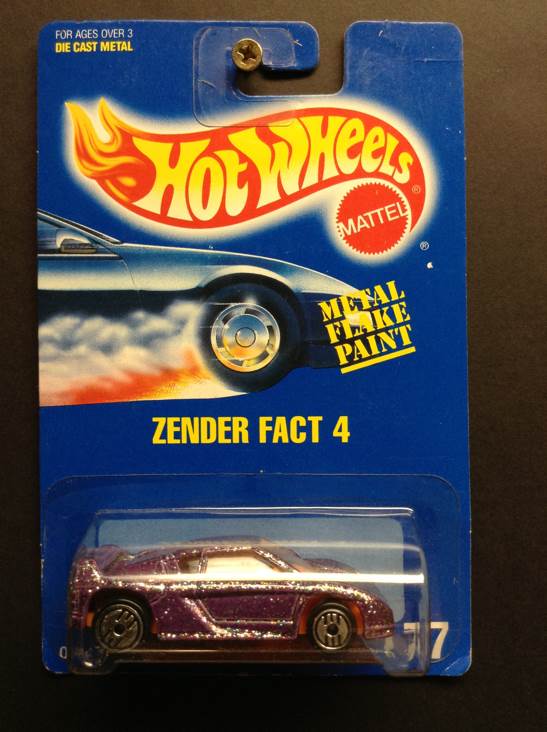 FOR AGES OVER 3
DIE CAST METAL
HOT WHEELS
®
MATTEL
®
METAL
FLAKE
PAINT
ZENDER FACT 4